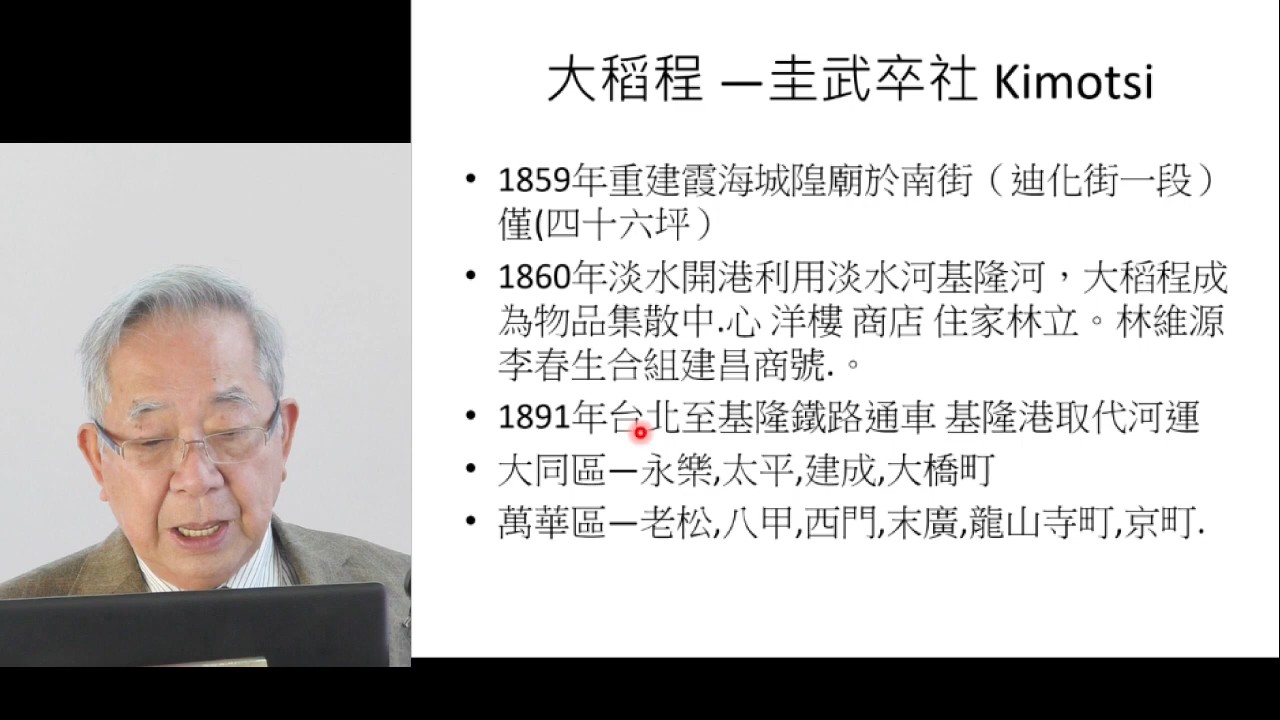 大稻程 —圭武卒社 Kimotsi
• 1859年重建霞海城隍廟於南街（迪化街一段）
僅(四十六坪）
• 1860年淡水開港利用淡水河基隆河，大稻程成
為物品集散中.心 洋樓 商店 住家林立。林維源
李春生合組建昌商號.。
• 1891年台北至基隆鐵路通車 基隆港取代河運
• 大同區—永樂,太平,建成,大橋町
• 萬華區—老松,八甲,西門,末廣,龍山寺町,京町.